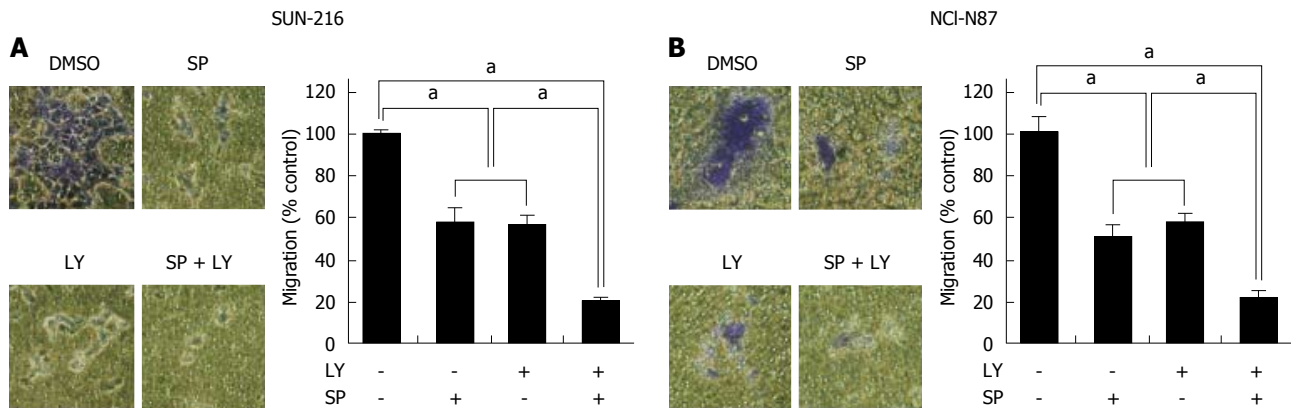 SUN-216
A
DMSO SP
LY SP + LY
a
a a
Migration (% control)
120
100
80
60
40
20
0
LY - - + +
SP - + - +
NCI-N87
B
DMSO SP
LY SP + LY
a
a a
Migration (% control)
120
100
80
60
40
20
0
LY - - + +
SP - + - +